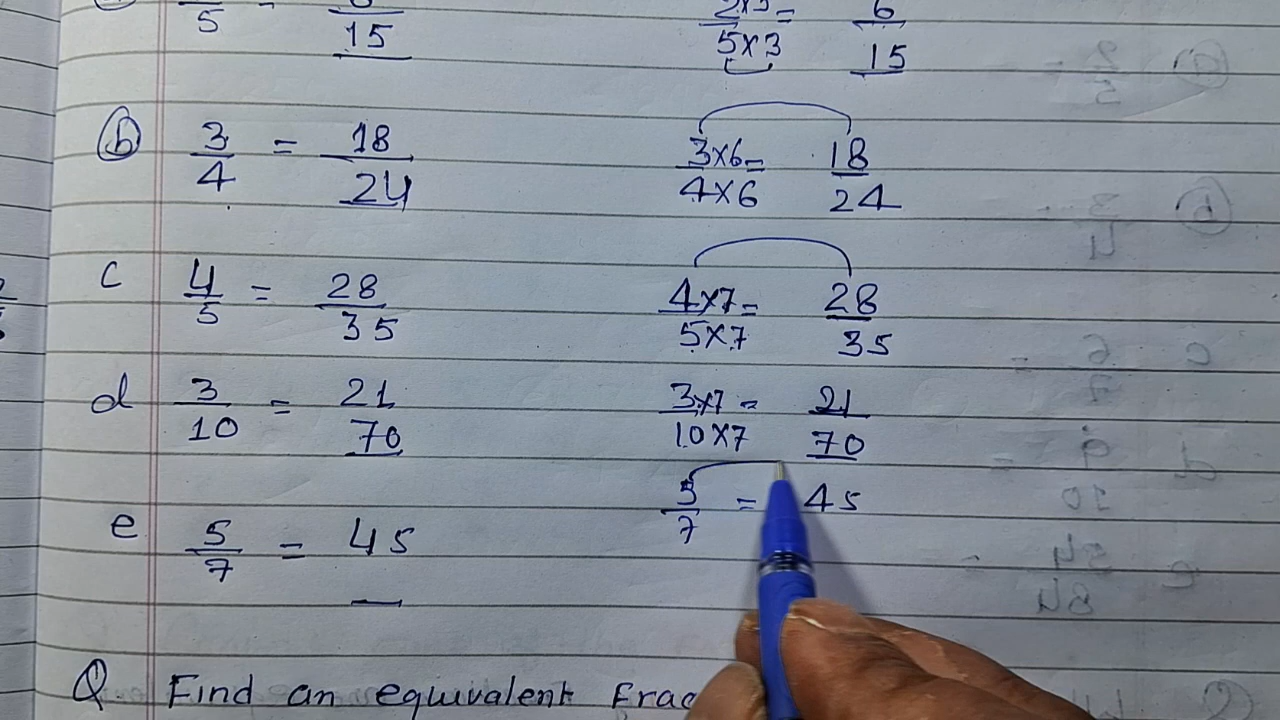 5 - 15 2×3 = 6
5×3 15
b 3/4 = 18/24 3×6/4×6 = 18/24
c 4/5 = 28/35 4×7/5×7 = 28/35
d 3/10 = 21/70 3×7/10×7 = 21/70
5/7 = 45
e 5/7 = 45
Q Find an equivalent Frac